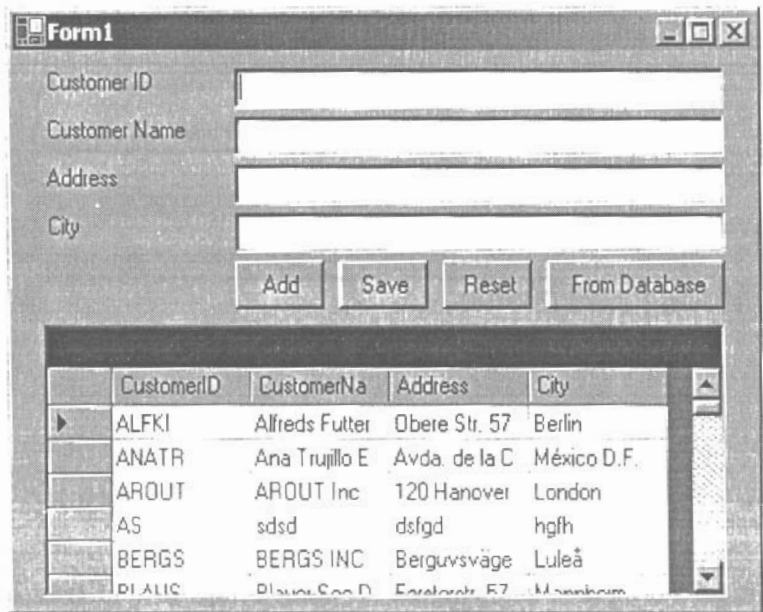 Form1
Customer ID
Customer Name
Address
City
Add Save Reset From Database
CustomerID CustomerNa Address City
ALFKI Alfreds Futter Obere Str. 57 Berlin
ANATR Ana Trujillo E Avda. de la C México D.F.
AROUT AROUT Inc 120 Hanover London
AS sdsd dsfgd hgfh
BERGS BERGS INC Berguvsväge Luleå
57 Mannheim